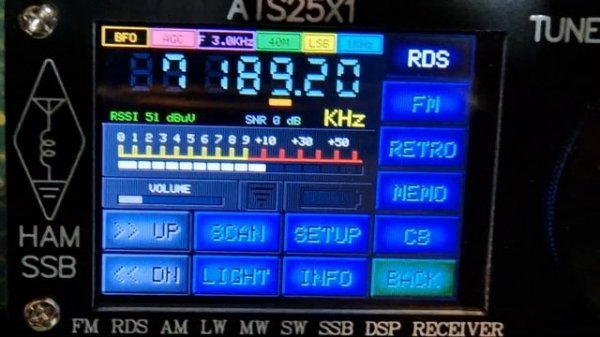 ATS25X1
TUNE
BFO AGC F 3.0KHz 40M LSB 1KHz
RDS
7 189.20
FM
RSSI 51 dBuV SNR 0 dB KHz
0 1 2 3 4 5 6 7 8 9 +10 +30 +50
RETRO
VOLUME
MEMO
HAM
SSB
>> UP SCAN SETUP CB
<< DN LIGHT INFO BACK
FM RDS AM LW MW SW SSB DSP RECEIVER